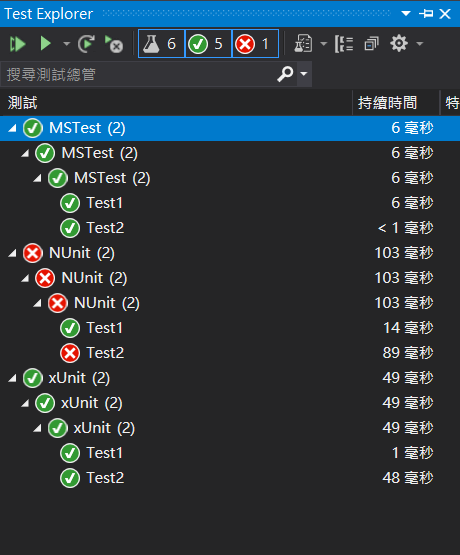 Test Explorer
6 5 1
搜尋測試總管
測試 持續時間 特
MSTest (2) 6 毫秒
MSTest (2) 6 毫秒
MSTest (2) 6 毫秒
Test1 6 毫秒
Test2 < 1 毫秒
NUnit (2) 103 毫秒
NUnit (2) 103 毫秒
NUnit (2) 103 毫秒
Test1 14 毫秒
Test2 89 毫秒
xUnit (2) 49 毫秒
xUnit (2) 49 毫秒
xUnit (2) 49 毫秒
Test1 1 毫秒
Test2 48 毫秒